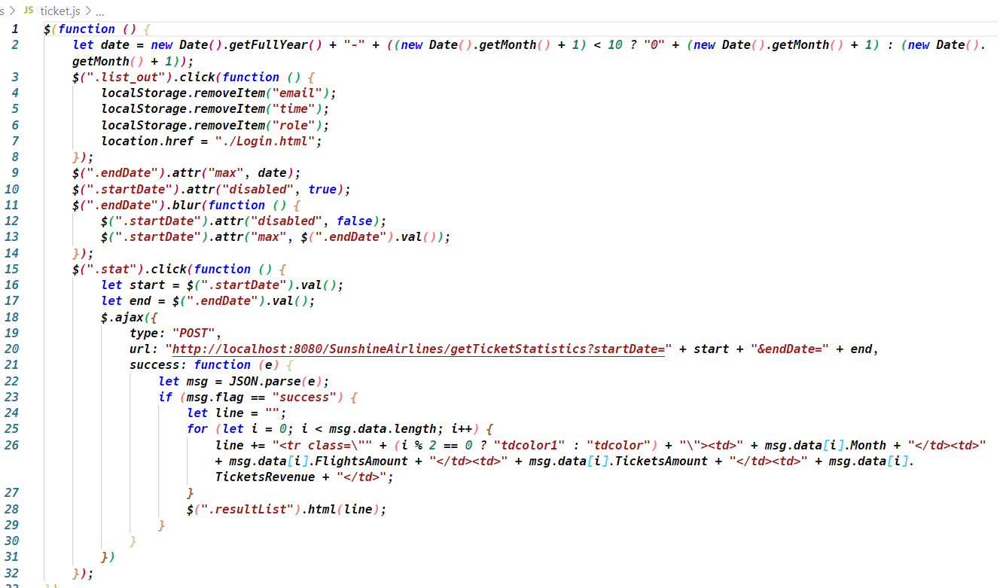 s > JS ticket.js > ...
1 $(function () {
2 let date = new Date().getFullYear() + "-" + ((new Date().getMonth() + 1) < 10 ? "0" + (new Date().getMonth() + 1) : (new Date().
getMonth() + 1));
3 $(".list_out").click(function () {
4 localStorage.removeItem("email");
5 localStorage.removeItem("time");
6 localStorage.removeItem("role");
7 location.href = "./Login.html";
8 });
9 $(".endDate").attr("max", date);
10 $(".startDate").attr("disabled", true);
11 $(".endDate").blur(function () {
12 $(".startDate").attr("disabled", false);
13 $(".startDate").attr("max", $(".endDate").val());
14 });
15 $(".stat").click(function () {
16 let start = $(".startDate").val();
17 let end = $(".endDate").val();
18 $.ajax({
19 type: "POST",
20 url: "http://localhost:8080/SunshineAirlines/getTicketStatistics?startDate=" + start + "&endDate=" + end,
21 success: function (e) {
22 let msg = JSON.parse(e);
23 if (msg.flag == "success") {
24 let line = "";
25 for (let i = 0; i < msg.data.length; i++) {
26 line += "<tr class=\"" + (i % 2 == 0 ? "tdcolor1" : "tdcolor") + "\"><td>" + msg.data[i].Month + "</td><td>"
+ msg.data[i].FlightsAmount + "</td><td>" + msg.data[i].TicketsAmount + "</td><td>" + msg.data[i].
TicketsRevenue + "</td>";
27 }
28 $(".resultList").html(line);
29 }
30 }
31 })
32 });
33 })